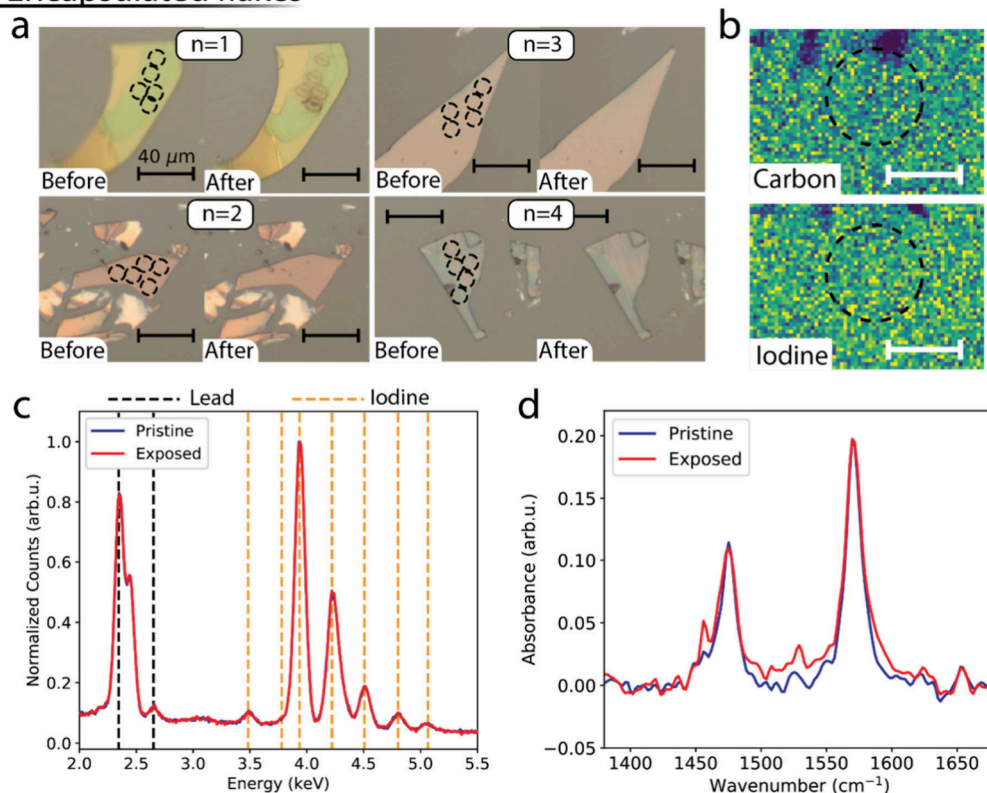 Encapsulated flakes
a
n=1
n=3
40 μm
Before
After
Before
After
n=2
n=4
Before
After
Before
After
b
Carbon
Iodine
c
Lead
Iodine
Pristine
Exposed
Normalized Counts (arb.u.)
1.0
0.8
0.6
0.4
0.2
0.0
2.0 2.5 3.0 3.5 4.0 4.5 5.0 5.5
Energy (keV)
d
Pristine
Exposed
Absorbance (arb.u.)
0.20
0.15
0.10
0.05
0.00
−0.05
1400 1450 1500 1550 1600 1650
Wavenumber (cm⁻¹)